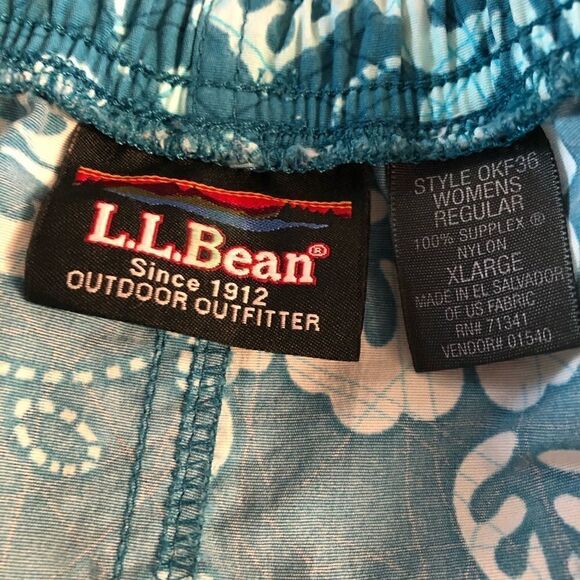 L.L.Bean®
Since 1912
OUTDOOR OUTFITTER
STYLE OKF36
WOMENS
REGULAR
100% SUPLEX®
NYLON
XLARGE
MADE IN EL SALVADOR
OF US FABRIC
RN# 71341
VENDOR# 01540